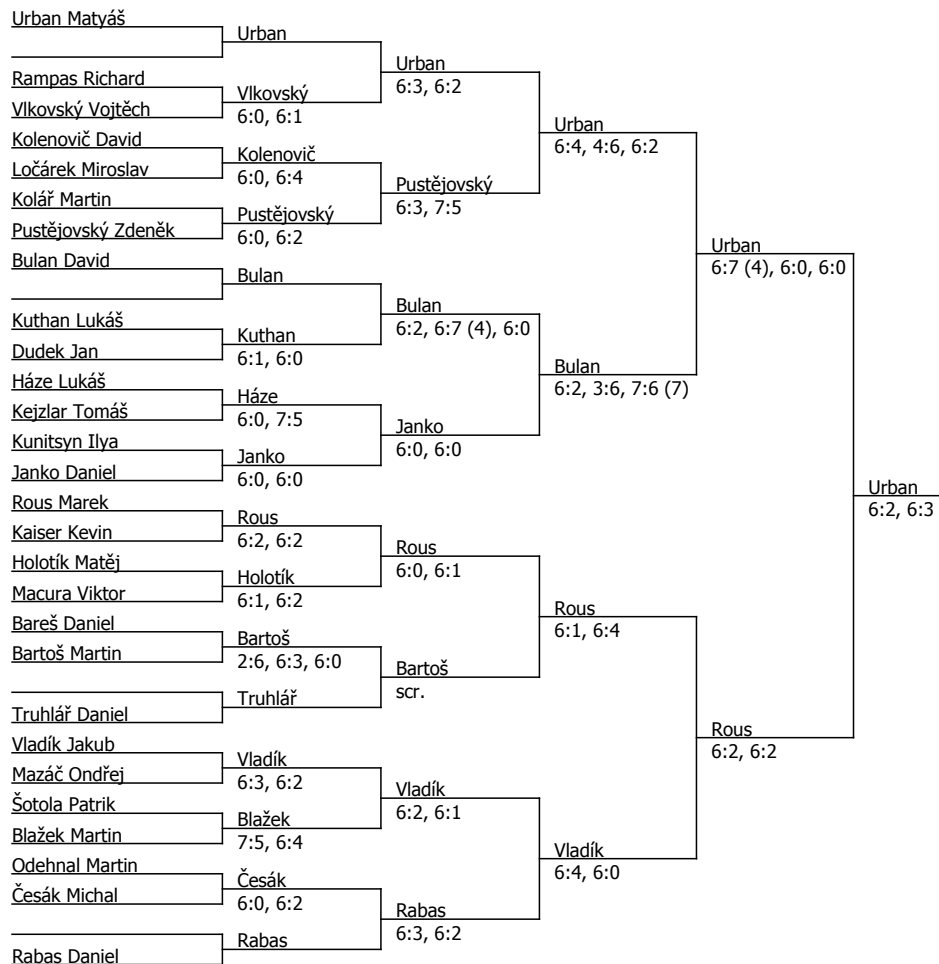 Urban Matyáš
Rampas Richard
Vlkovský Vojtěch
Kolenovič David
Ločárek Miroslav
Kolář Martin
Pustějovský Zdeněk
Bulan David
Kuthan Lukáš
Dudek Jan
Háze Lukáš
Kejzlar Tomáš
Kunitsyn Ilya
Janko Daniel
Rous Marek
Kaiser Kevin
Holotík Matěj
Macura Viktor
Bareš Daniel
Bartoš Martin
Truhlář Daniel
Vladík Jakub
Mazáč Ondřej
Šotola Patrik
Blažek Martin
Odehnal Martin
Česák Michal
Rabas Daniel
Urban
Vlkovský
6:0, 6:1
Kolenovič
6:0, 6:4
Pustějovský
6:0, 6:2
Bulan
Kuthan
6:1, 6:0
Háze
6:0, 7:5
Janko
6:0, 6:0
Rous
6:2, 6:2
Holotík
6:1, 6:2
Bartoš
2:6, 6:3, 6:0
Truhlář
Vladík
6:3, 6:2
Blažek
7:5, 6:4
Česák
6:0, 6:2
Rabas
Urban
6:3, 6:2
Pustějovský
6:3, 7:5
Bulan
6:2, 6:7 (4), 6:0
Janko
6:0, 6:0
Rous
6:0, 6:1
Bartoš
scr.
Vladík
6:2, 6:1
Rabas
6:3, 6:2
Urban
6:4, 4:6, 6:2
Bulan
6:2, 3:6, 7:6 (7)
Rous
6:1, 6:4
Vladík
6:4, 6:0
Urban
6:7 (4), 6:0, 6:0
Rous
6:2, 6:2
Urban
6:2, 6:3